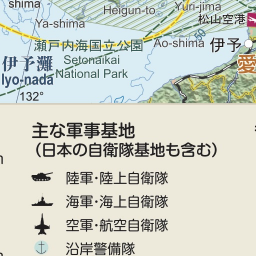 Ya-shima
Heigun-to
Yuri-jima
松山空港
瀬戸内海国立公園
Ao-shima
伊予
伊予灘
Setonaikai
愛
Iyo-nada
National Park
132°
主な軍事基地
(日本の自衛隊基地も含む)
陸軍・陸上自衛隊
海軍・海上自衛隊
空軍・航空自衛隊
沿岸警備隊